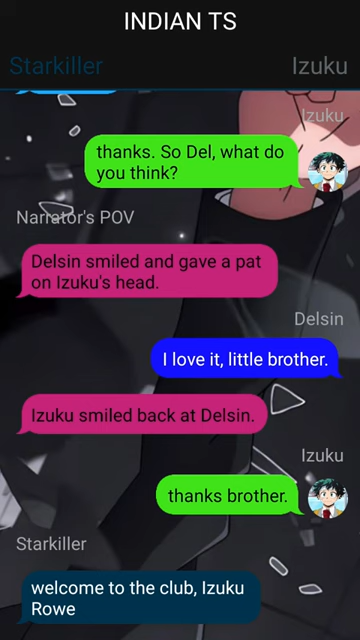 INDIAN TS
Starkiller
Izuku
Izuku
thanks. So Del, what do
you think?
Narrator's POV
Delsin smiled and gave a pat
on Izuku's head.
Delsin
I love it, little brother.
Izuku smiled back at Delsin.
Izuku
thanks brother.
Starkiller
welcome to the club, Izuku
Rowe